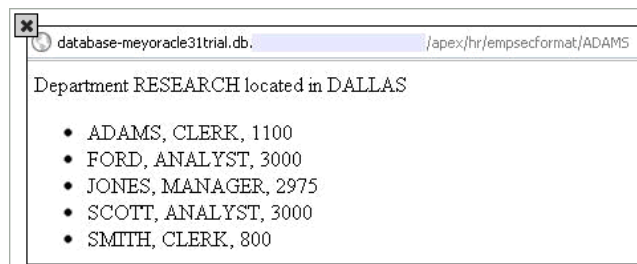 database-meyoracle31trial.db. /apex/hr/empsecformat/ADAMS
Department RESEARCH located in DALLAS
• ADAMS, CLERK, 1100
• FORD, ANALYST, 3000
• JONES, MANAGER, 2975
• SCOTT, ANALYST, 3000
• SMITH, CLERK, 800